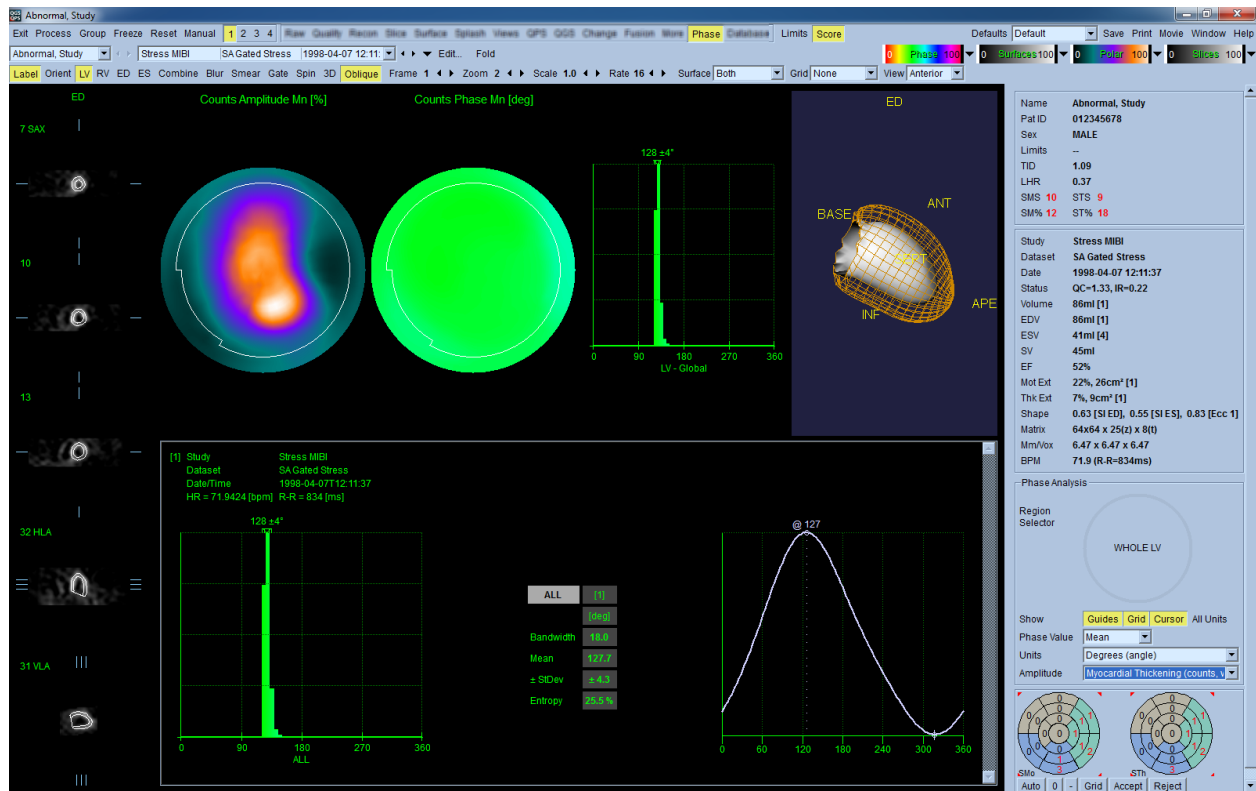 Abnormal, Study
Exit Process Group Freeze Reset Manual 1 2 3 4 Raw Quality Recon Slice Surface Splash Views QPS QGS Change Fusion More Phase Database Limits Score Defaults Default Save Print Movie Window Help
Abnormal, Study Stress MIBI SA Gated Stress 1998-04-07 12:11: Edit... Fold 0 Phase 100 0 Surfaces 100 0 Polar 100 0 Slices 100
Label Orient LV RV ED ES Combine Blur Smear Gate Spin 3D Oblique Frame 1 Zoom 2 Scale 1.0 Rate 16 Surface Both Grid None View Anterior
ED
7 SAX
10
13
32 HLA
31 VLA
Counts Amplitude Mn [%]
Counts Phase Mn [deg]
128 ±4°
0 90 180 270 360
LV - Global
ED
BASE
ANT
SEPT
INF
APE
[1] Study Stress MIBI
Dataset SA Gated Stress
Date/Time 1998-04-07T12:11:37
HR = 71.9424 [bpm] R-R = 834 [ms]
128 ±4°
0 90 180 270 360
ALL
ALL [1]
[deg]
Bandwidth 18.0
Mean 127.7
± StDev ± 4.3
Entropy 25.5 %
@ 127
0 60 120 180 240 300 360
Name Abnormal, Study
Pat ID 012345678
Sex MALE
Limits --
TID 1.09
LHR 0.37
SMS 10 STS 9
SM% 12 ST% 18
Study Stress MIBI
Dataset SA Gated Stress
Date 1998-04-07 12:11:37
Status QC=1.33, IR=0.22
Volume 86ml [1]
EDV 86ml [1]
ESV 41ml [4]
SV 45ml
EF 52%
Mot Ext 22%, 26cm² [1]
Thk Ext 7%, 9cm² [1]
Shape 0.63 [SI ED], 0.55 [SI ES], 0.83 [Ecc 1]
Matrix 64x64 x 25(z) x 8(t)
Mm/Vox 6.47 x 6.47 x 6.47
BPM 71.9 (R-R=834ms)
Phase Analysis
Region
Selector
WHOLE LV
Show Guides Grid Cursor All Units
Phase Value Mean
Units Degrees (angle)
Amplitude Myocardial Thickening (counts, v
SMo
STh
Auto 0 - Grid Accept Reject